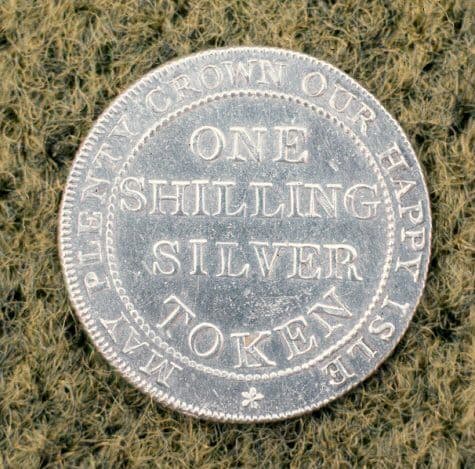 MAY PLENTY CROWN OUR HAPPY ISLE
ONE
SHILLING
SILVER
TOKEN